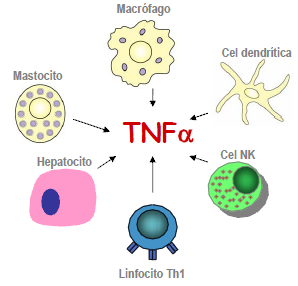 Macrófago
Cel dendrítica
Mastocito
TNFα
Hepatocito
Cel NK
Linfocito Th1